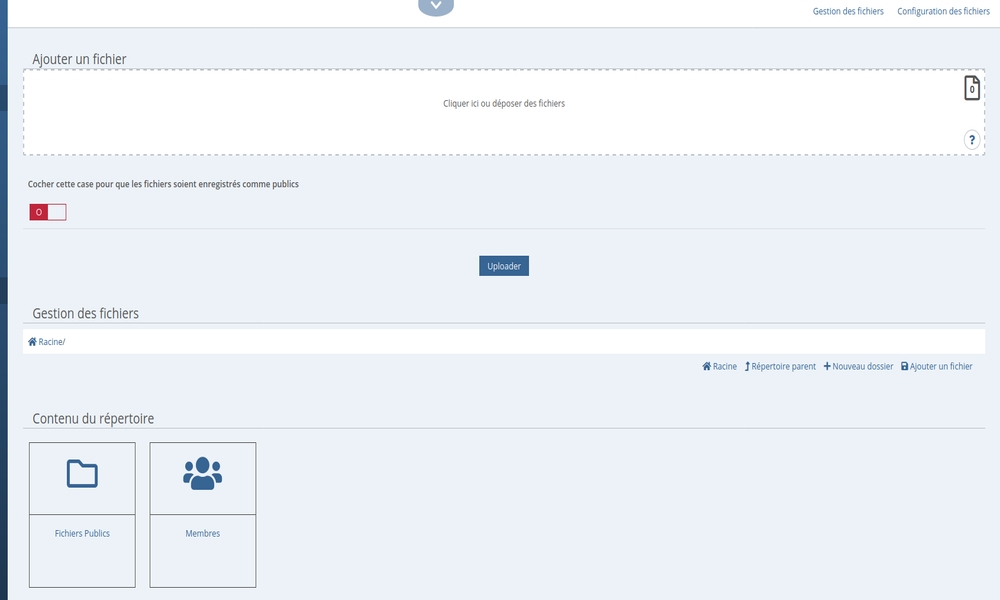 Gestion des fichiers Configuration des fichiers
Ajouter un fichier
0
Cliquer ici ou déposer des fichiers
?
Cocher cette case pour que les fichiers soient enregistrés comme publics
O
Uploader
Gestion des fichiers
Racine/
Racine Répertoire parent Nouveau dossier Ajouter un fichier
Contenu du répertoire
Fichiers Publics Membres